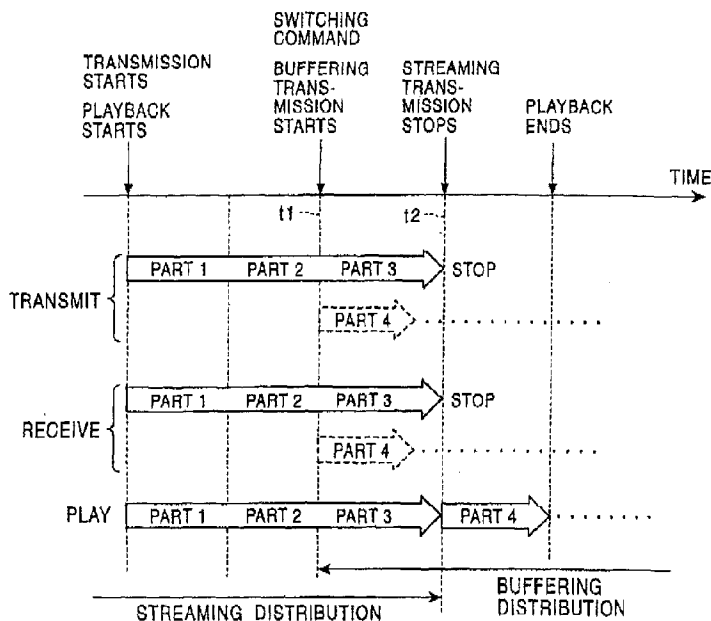 TRANSMISSION
STARTS
PLAYBACK
STARTS
SWITCHING
COMMAND
BUFFERING
TRANS-
MISSION
STARTS
STREAMING
TRANS-
MISSION
STOPS
PLAYBACK
ENDS
TIME
t1
t2
TRANSMIT
PART 1 PART 2 PART 3 STOP
PART 4
RECEIVE
PART 1 PART 2 PART 3 STOP
PART 4
PLAY PART 1 PART 2 PART 3 PART 4
STREAMING DISTRIBUTION
BUFFERING
DISTRIBUTION